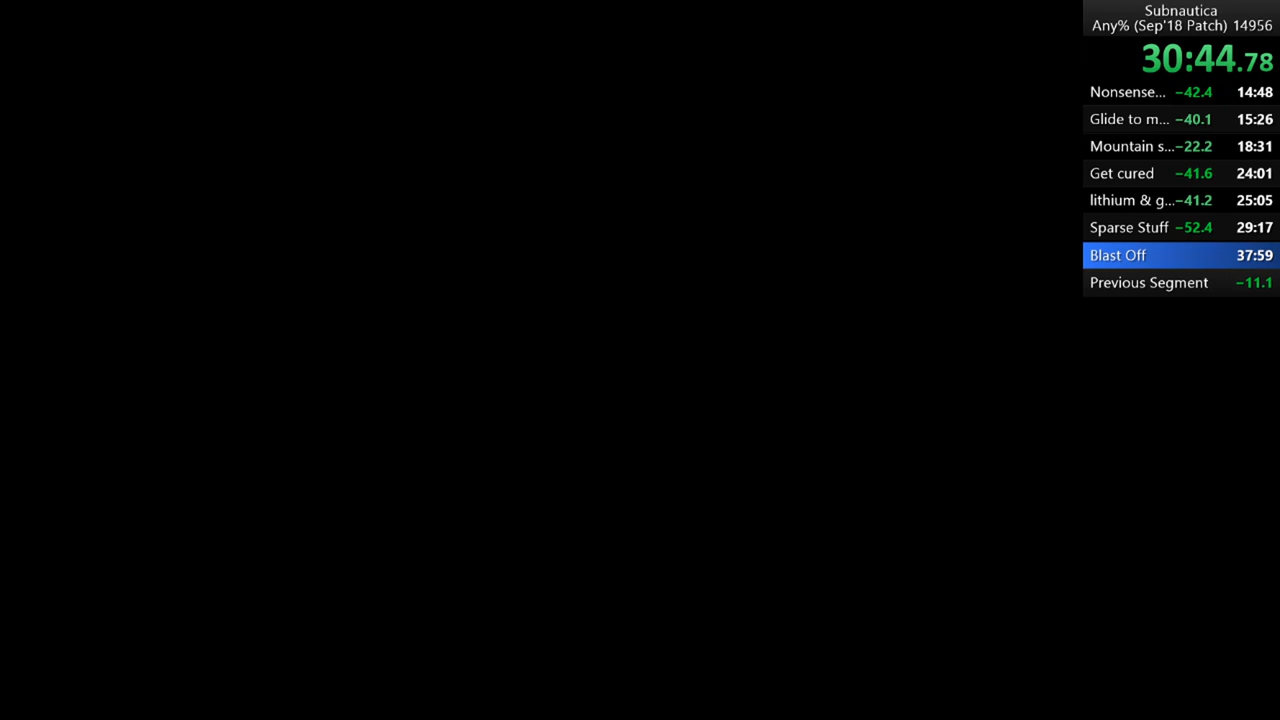 Subnautica
Any% (Sep'18 Patch) 14956
30:44.78
Nonsense... −42.4 14:48
Glide to m... −40.1 15:26
Mountain s...−22.2 18:31
Get cured −41.6 24:01
lithium & g...−41.2 25:05
Sparse Stuff −52.4 29:17
Blast Off 37:59
Previous Segment −11.1